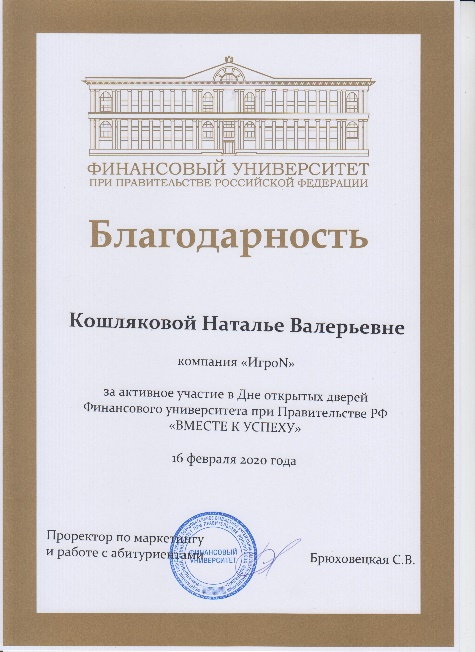 ФИНАНСОВЫЙ УНИВЕРСИТЕТ
ПРИ ПРАВИТЕЛЬСТВЕ РОССИЙСКОЙ ФЕДЕРАЦИИ
Благодарность
Кошляковой Наталье Валерьевне
компания «ИгроN»
за активное участие в Дне открытых дверей
Финансового университета при Правительстве РФ
«ВМЕСТЕ К УСПЕХУ»
16 февраля 2020 года
Проректор по маркетингу
и работе с абитуриентами
ФИНАНСОВЫЙ
УНИВЕРСИТЕТ
Брюховецкая С.В.